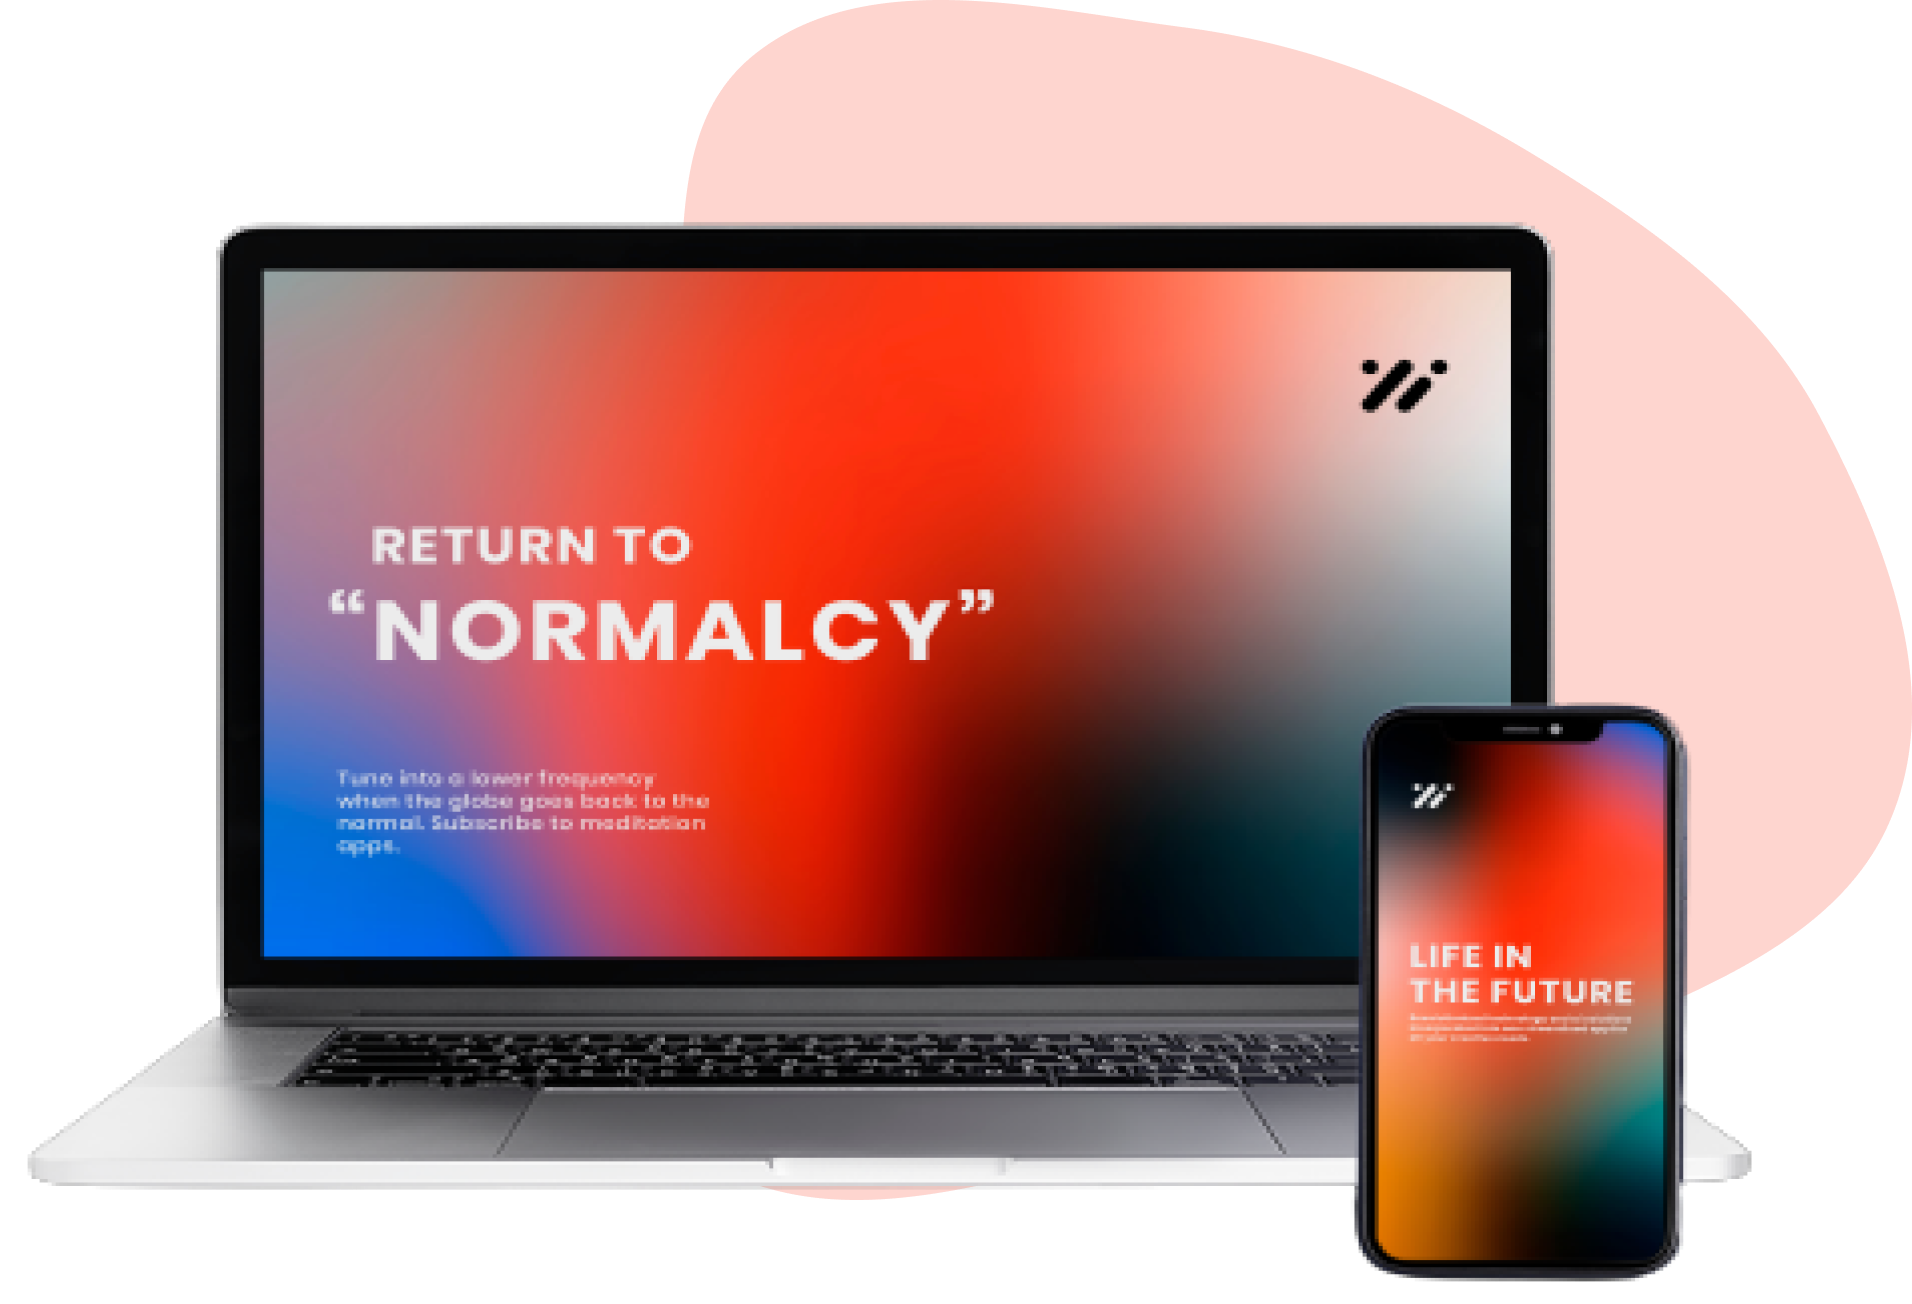 RETURN TO
“NORMALCY”
Tune into a lower frequency
when the globe goes back to the
normal. Subscribe to meditation
apps.
LIFE IN
THE FUTURE